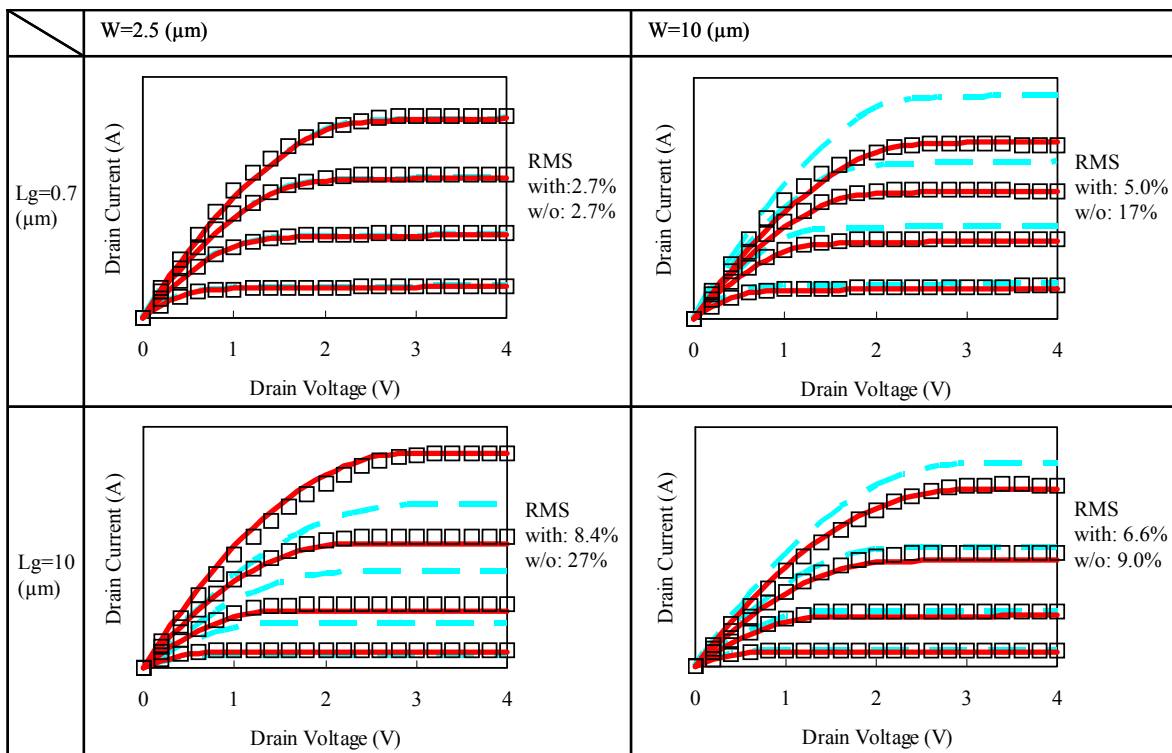 W=2.5 (µm)
W=10 (µm)
Lg=0.7
(µm)
Drain Current (A)
RMS
with:2.7%
w/o: 2.7%
0 1 2 3 4
Drain Voltage (V)
Drain Current (A)
RMS
with: 5.0%
w/o: 17%
0 1 2 3 4
Drain Voltage (V)
Lg=10
(µm)
Drain Current (A)
RMS
with: 8.4%
w/o: 27%
0 1 2 3 4
Drain Voltage (V)
Drain Current (A)
RMS
with: 6.6%
w/o: 9.0%
0 1 2 3 4
Drain Voltage (V)